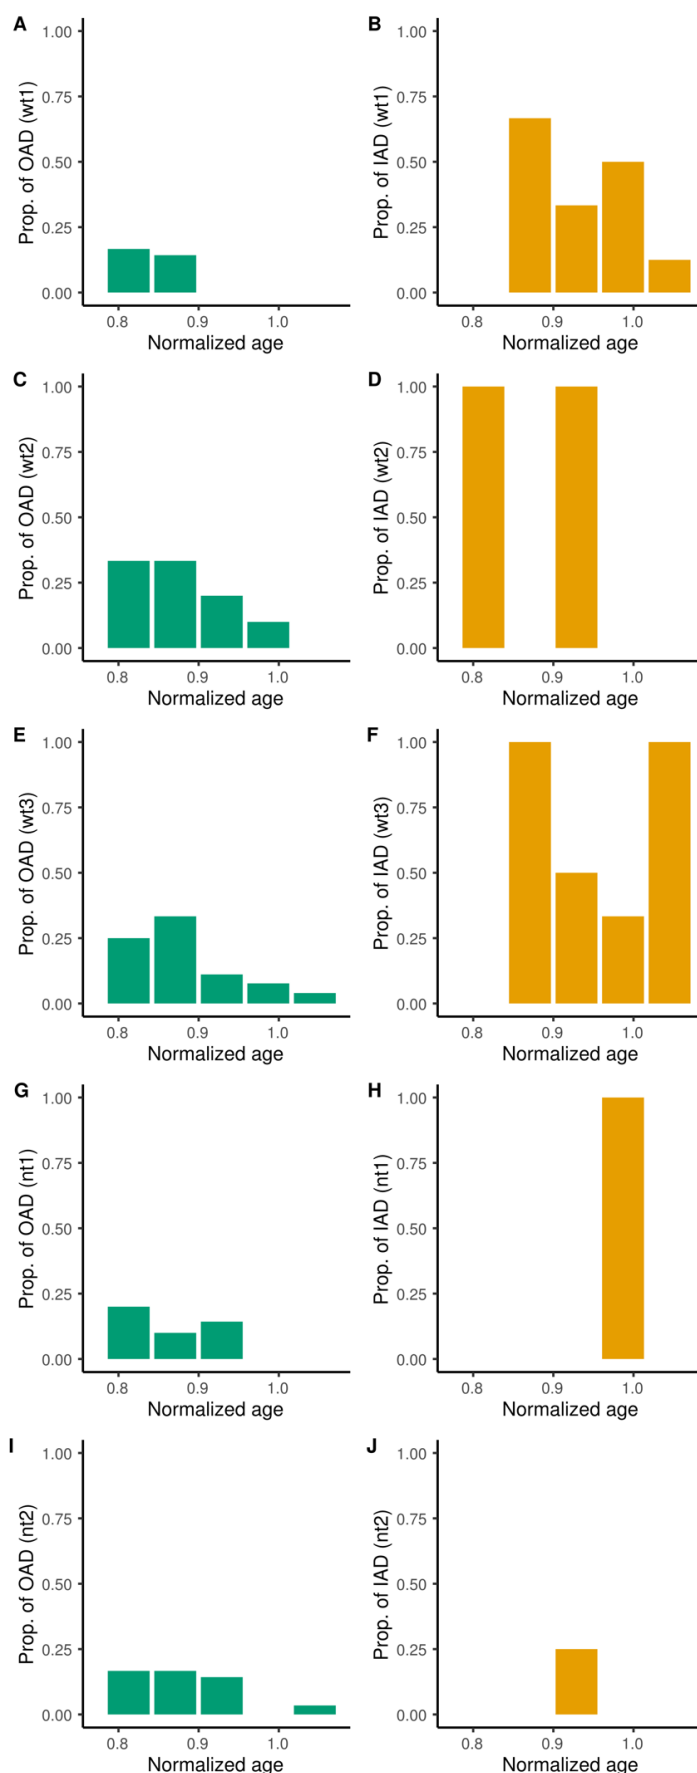 A
Prop. of OAD (wt1)
1.00
0.75
0.50
0.25
0.00
0.8 0.9 1.0
Normalized age
B
Prop. of IAD (wt1)
1.00
0.75
0.50
0.25
0.00
0.8 0.9 1.0
Normalized age
C
Prop. of OAD (wt2)
1.00
0.75
0.50
0.25
0.00
0.8 0.9 1.0
Normalized age
D
Prop. of IAD (wt2)
1.00
0.75
0.50
0.25
0.00
0.8 0.9 1.0
Normalized age
E
Prop. of OAD (wt3)
1.00
0.75
0.50
0.25
0.00
0.8 0.9 1.0
Normalized age
F
Prop. of IAD (wt3)
1.00
0.75
0.50
0.25
0.00
0.8 0.9 1.0
Normalized age
G
Prop. of OAD (nt1)
1.00
0.75
0.50
0.25
0.00
0.8 0.9 1.0
Normalized age
H
Prop. of IAD (nt1)
1.00
0.75
0.50
0.25
0.00
0.8 0.9 1.0
Normalized age
I
Prop. of OAD (nt2)
1.00
0.75
0.50
0.25
0.00
0.8 0.9 1.0
Normalized age
J
Prop. of IAD (nt2)
1.00
0.75
0.50
0.25
0.00
0.8 0.9 1.0
Normalized age